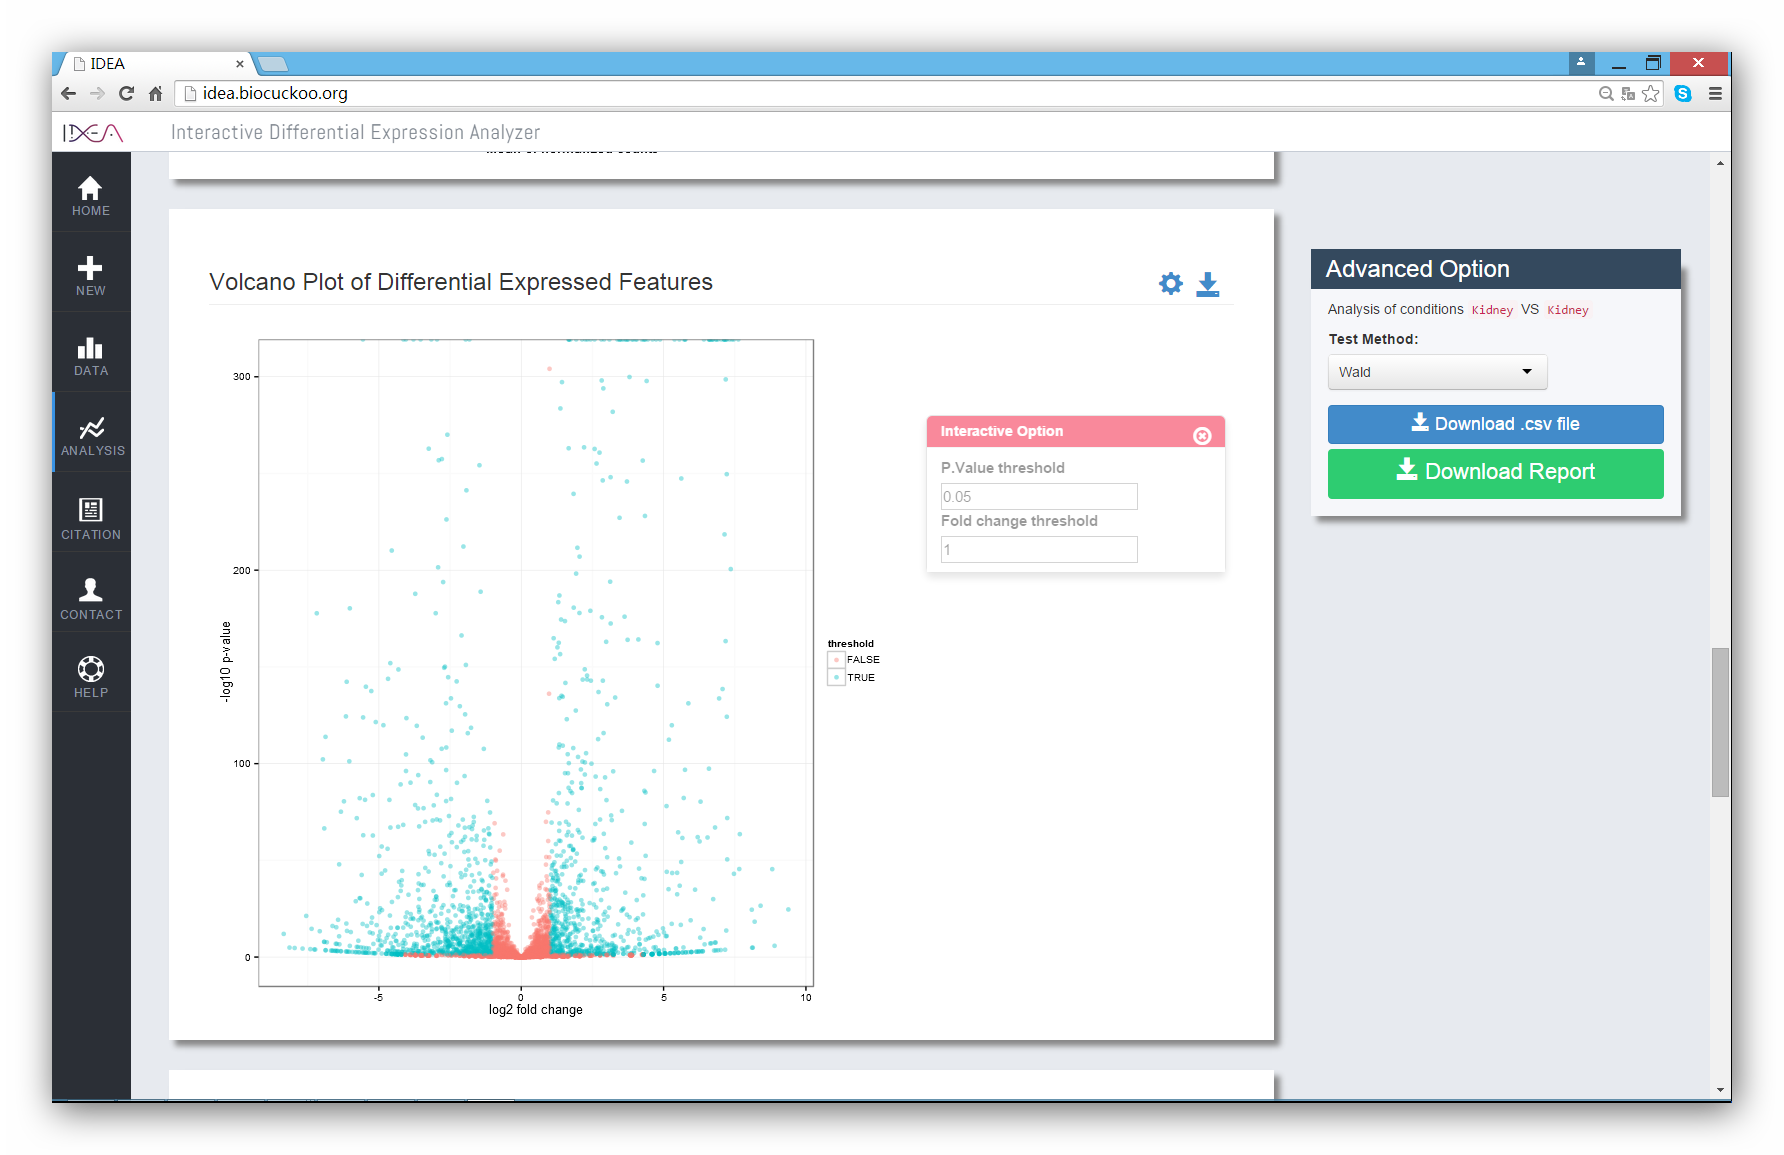 IDEA
idea.biocuckoo.org
IDEA
Interactive Differential Expression Analyzer
HOME
NEW
DATA
ANALYSIS
CITATION
CONTACT
HELP
Volcano Plot of Differential Expressed Features
300
200
100
0
-log10 p-value
-5
0
5
10
log2 fold change
threshold
FALSE
TRUE
Interactive Option
P.Value threshold
0.05
Fold change threshold
1
Advanced Option
Analysis of conditions Kidney VS Kidney
Test Method:
Wald
Download .csv file
Download Report